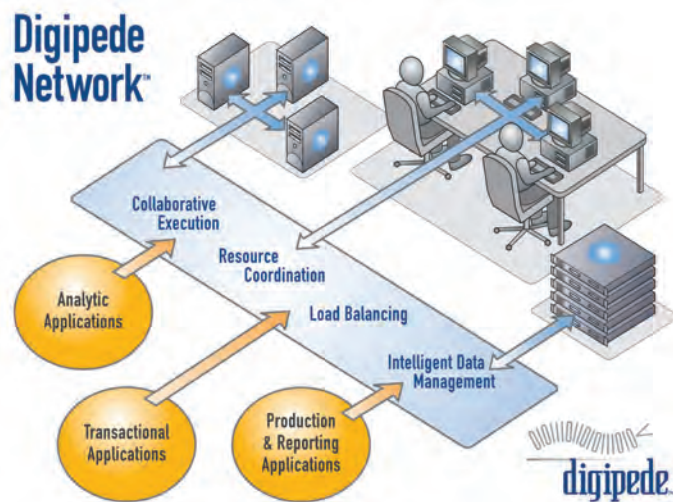 Digipede
Network™
Collaborative
Execution
Resource
Coordination
Load Balancing
Intelligent Data
Management
Analytic
Applications
Transactional
Applications
Production
& Reporting
Applications
digipede